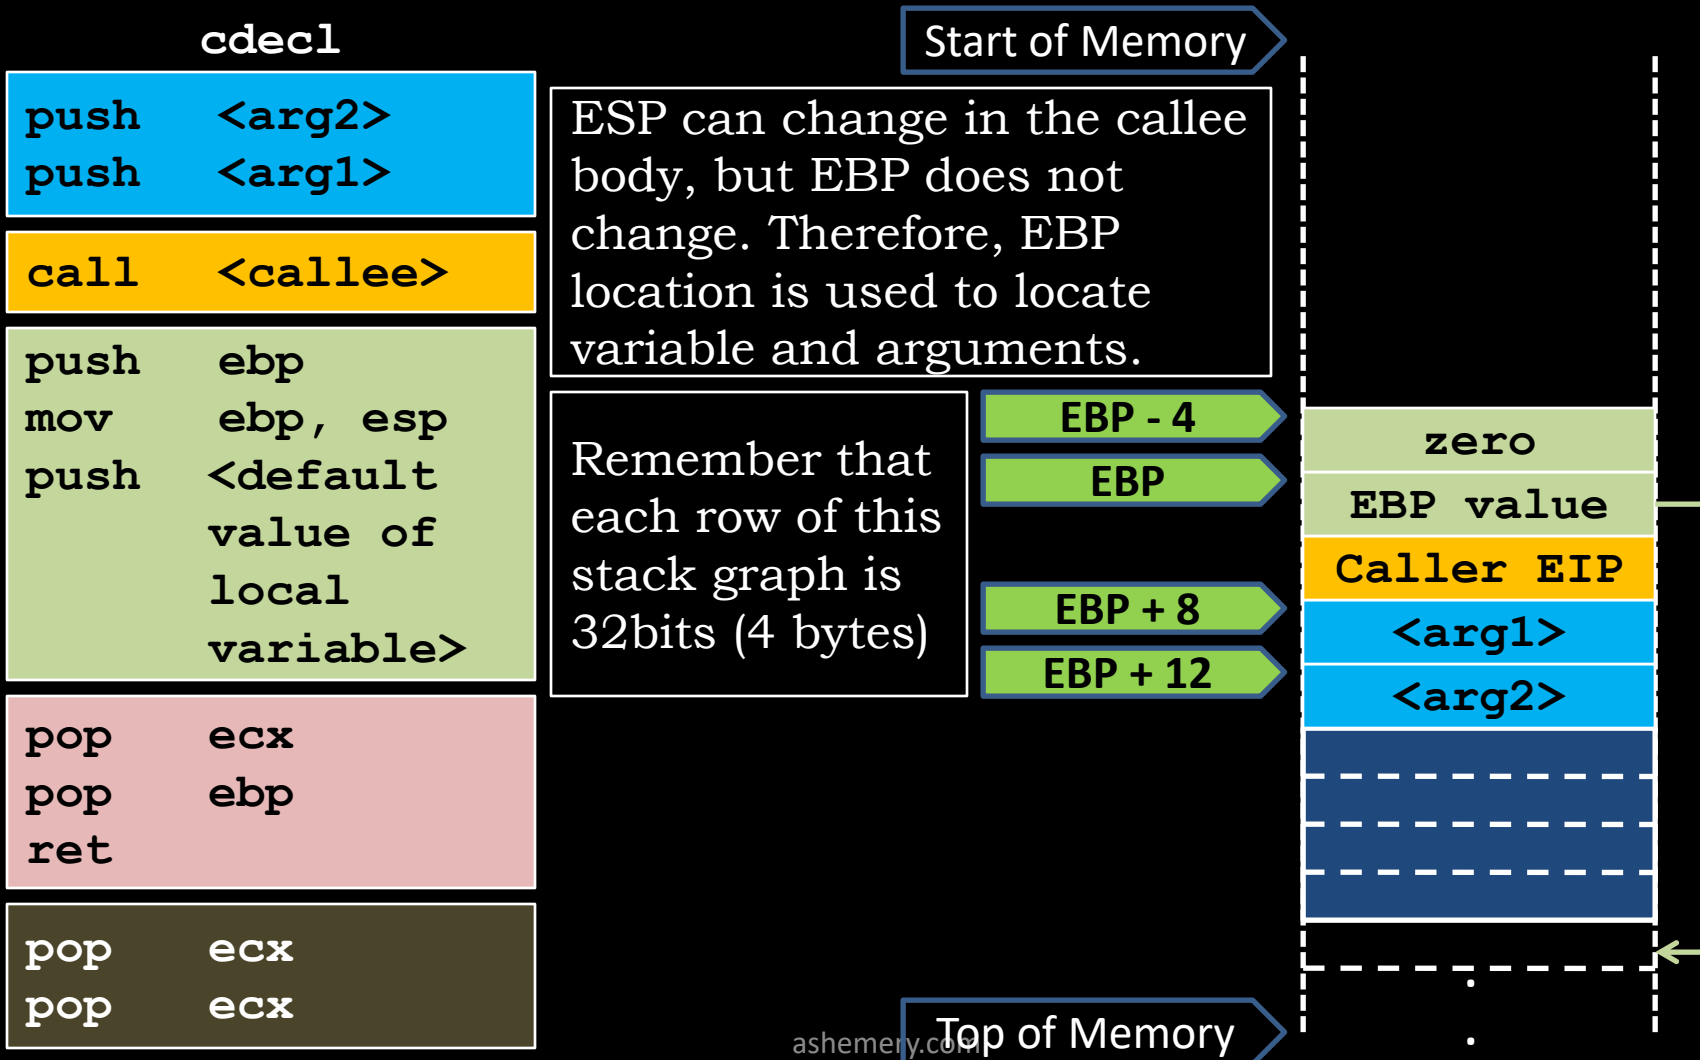 cdecl
push <arg2>
push <arg1>
call <callee>
push ebp
mov ebp, esp
push <default
value of
local
variable>
pop ecx
pop ebp
ret
pop ecx
pop ecx
Start of Memory
ESP can change in the callee
body, but EBP does not
change. Therefore, EBP
location is used to locate
variable and arguments.
Remember that
each row of this
stack graph is
32bits (4 bytes)
EBP - 4
EBP
EBP + 8
EBP + 12
zero
EBP value
Caller EIP
<arg1>
<arg2>
.
.
Top of Memory
ashemery.com